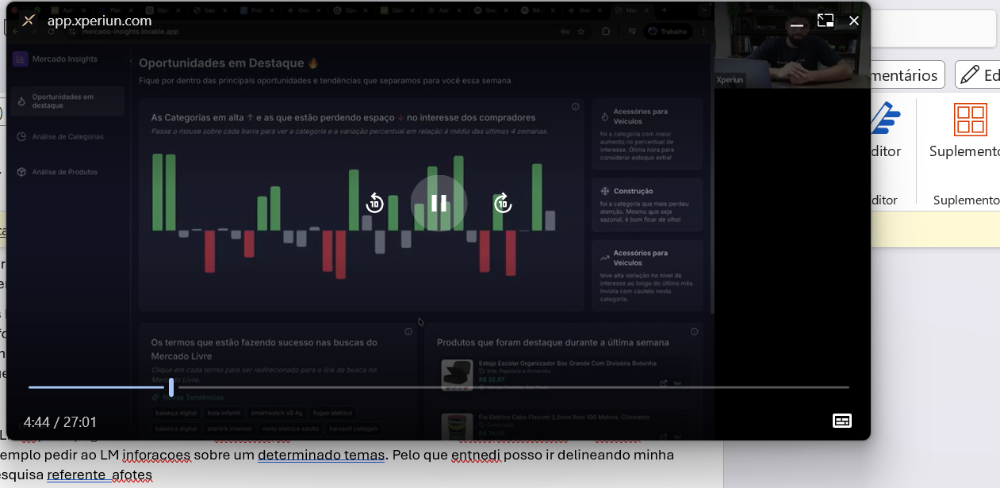 app.xperiun.com
mercado-insights.lovable.app
Trabalho
Mercado Insights
Oportunidades em destaque
Análise de Categorias
Análise de Produtos
Oportunidades em Destaque 🔥
Fique por dentro das principais oportunidades e tendências que separamos para você essa semana.
As Categorias em alta ↑ e as que estão perdendo espaço ↓ no interesse dos compradores
Passe o mouse sobre cada barra para ver a categoria e a variação percentual em relação à média das últimas 4 semanas.
Acessórios para
Veículos
foi a categoria com maior
aumento no percentual de
interesse. Ótima hora para
considerar estoque extra!
Construção
foi a categoria que mais perdeu
atenção. Mesmo que seja
sazonal, é bom ficar de olho!
Acessórios para
Veículos
teve alta variação no nível de
interesse ao longo do último mês.
Invista com cautela nesta
categoria.
Xperiun
10
10
Os termos que estão fazendo sucesso nas buscas do
Mercado Livre
Clique em cada termo para ser redirecionado para o link da busca no
Mercado Livre.
Novas Tendências
balanca digital
bola infantil
smartwatch x9 4g
fogao eletrico
balanca digital
starlink internet
moto eletrica adulta
karseell collagen
Produtos que foram destaque durante a última semana
Estojo Escolar Organizador Box Grande Com Divisória Bolsinha
Arte, Papelaria e Armarinho
R$ 32,97
Ver
Fio Elétrico Cabo Flexivel 2,5mm Rolo 100 Metros. C/inmetro
Construção
R$ 76,00
Ver
4:44 / 27:01
mentários
Ed
ditor
Suplemento
ditor
Suplemento
emplo pedir ao LM inforacoes sobre um determinado temas. Pelo que entnedi posso ir delineando minha
esquisa referente afotes